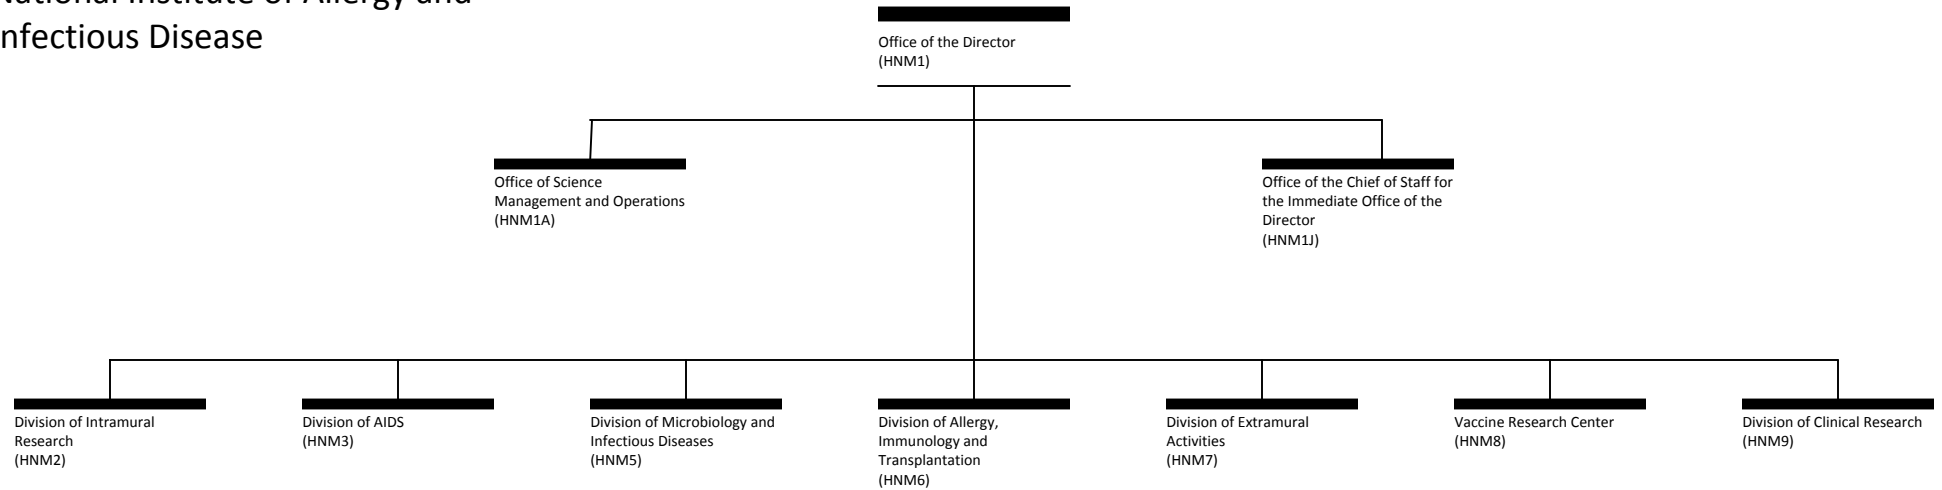 National Institute of Allergy and
Infectious Disease
Office of the Director
(HNM1)
Office of Science
Management and Operations
(HNM1A)
Office of the Chief of Staff for
the Immediate Office of the
Director
(HNM1J)
Division of Intramural
Research
(HNM2)
Division of AIDS
(HNM3)
Division of Microbiology and
Infectious Diseases
(HNM5)
Division of Allergy,
Immunology and
Transplantation
(HNM6)
Division of Extramural
Activities
(HNM7)
Vaccine Research Center
(HNM8)
Division of Clinical Research
(HNM9)